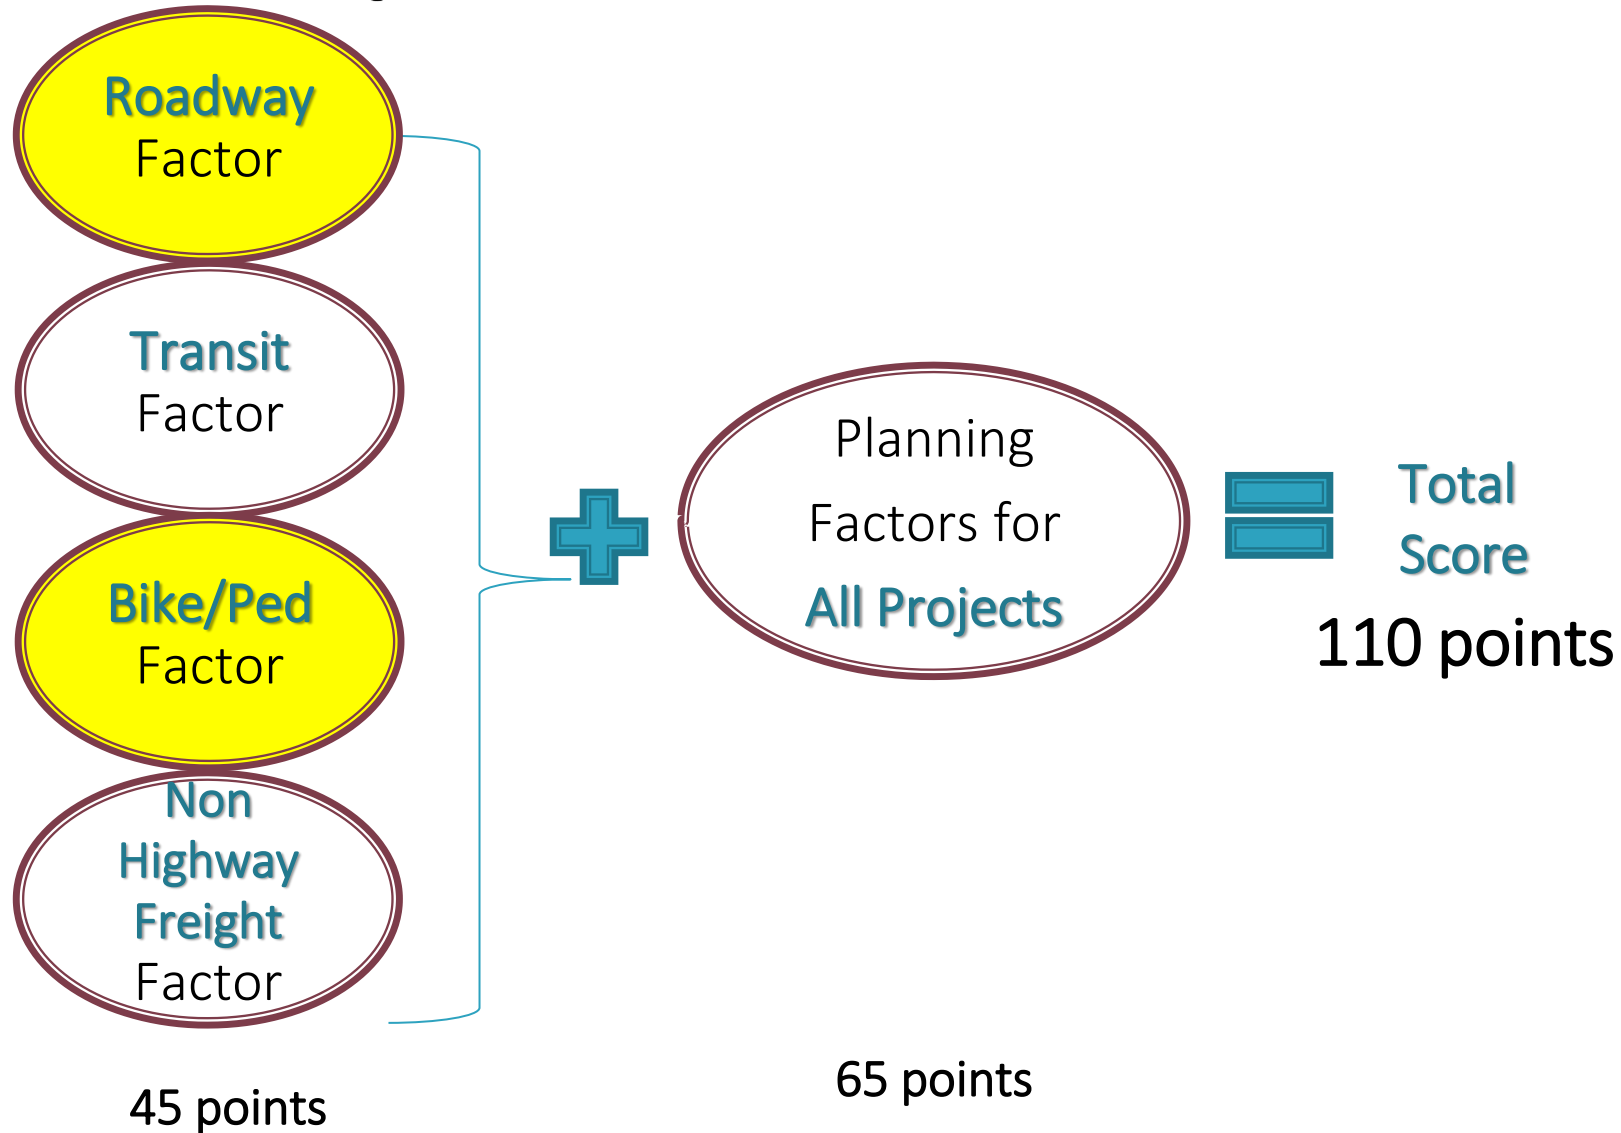 Roadway
Factor
Transit
Factor
Bike/Ped
Factor
Non
Highway
Freight
Factor
45 points
Planning
Factors for
All Projects
65 points
Total
Score
110 points